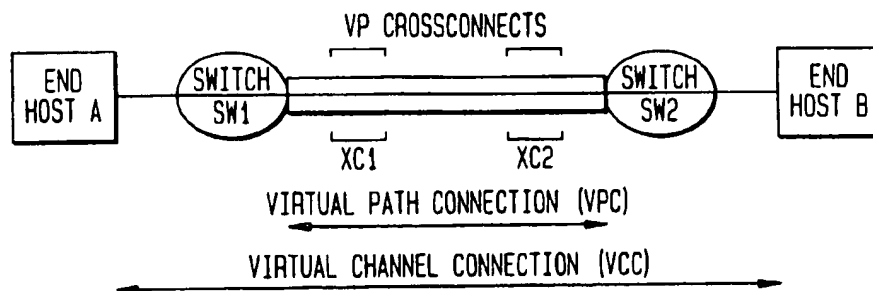 VP CROSSCONNECTS
END
HOST A
SWITCH
SW1
SWITCH
SW2
END
HOST B
XC1
XC2
VIRTUAL PATH CONNECTION (VPC)
VIRTUAL CHANNEL CONNECTION (VCC)